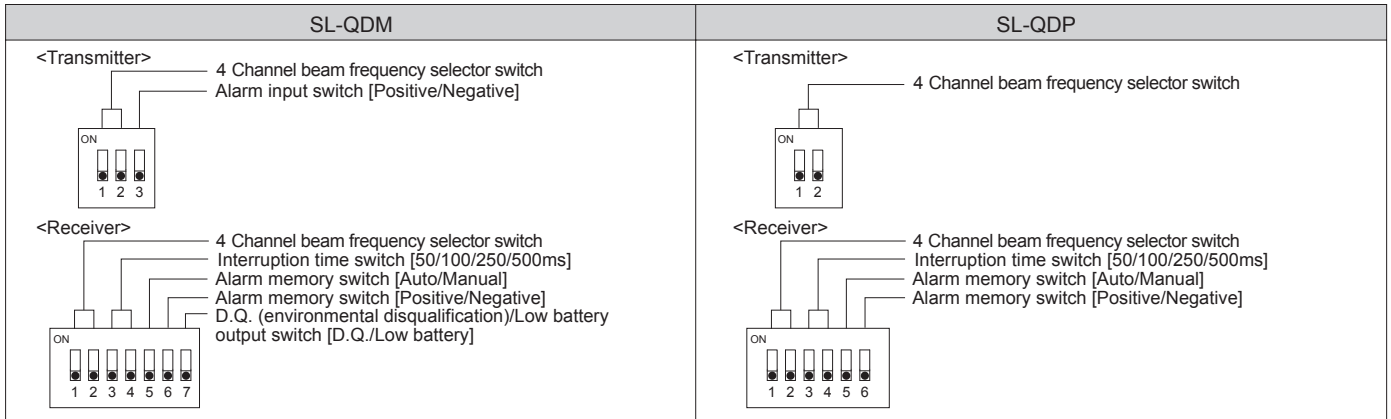 SL-QDM
<Transmitter>
4 Channel beam frequency selector switch
Alarm input switch [Positive/Negative]
ON
1 2 3
<Receiver>
4 Channel beam frequency selector switch
Interruption time switch [50/100/250/500ms]
Alarm memory switch [Auto/Manual]
Alarm memory switch [Positive/Negative]
D.Q. (environmental disqualification)/Low battery
output switch [D.Q./Low battery]
ON
1 2 3 4 5 6 7
SL-QDP
<Transmitter>
4 Channel beam frequency selector switch
ON
1 2
<Receiver>
4 Channel beam frequency selector switch
Interruption time switch [50/100/250/500ms]
Alarm memory switch [Auto/Manual]
Alarm memory switch [Positive/Negative]
ON
1 2 3 4 5 6